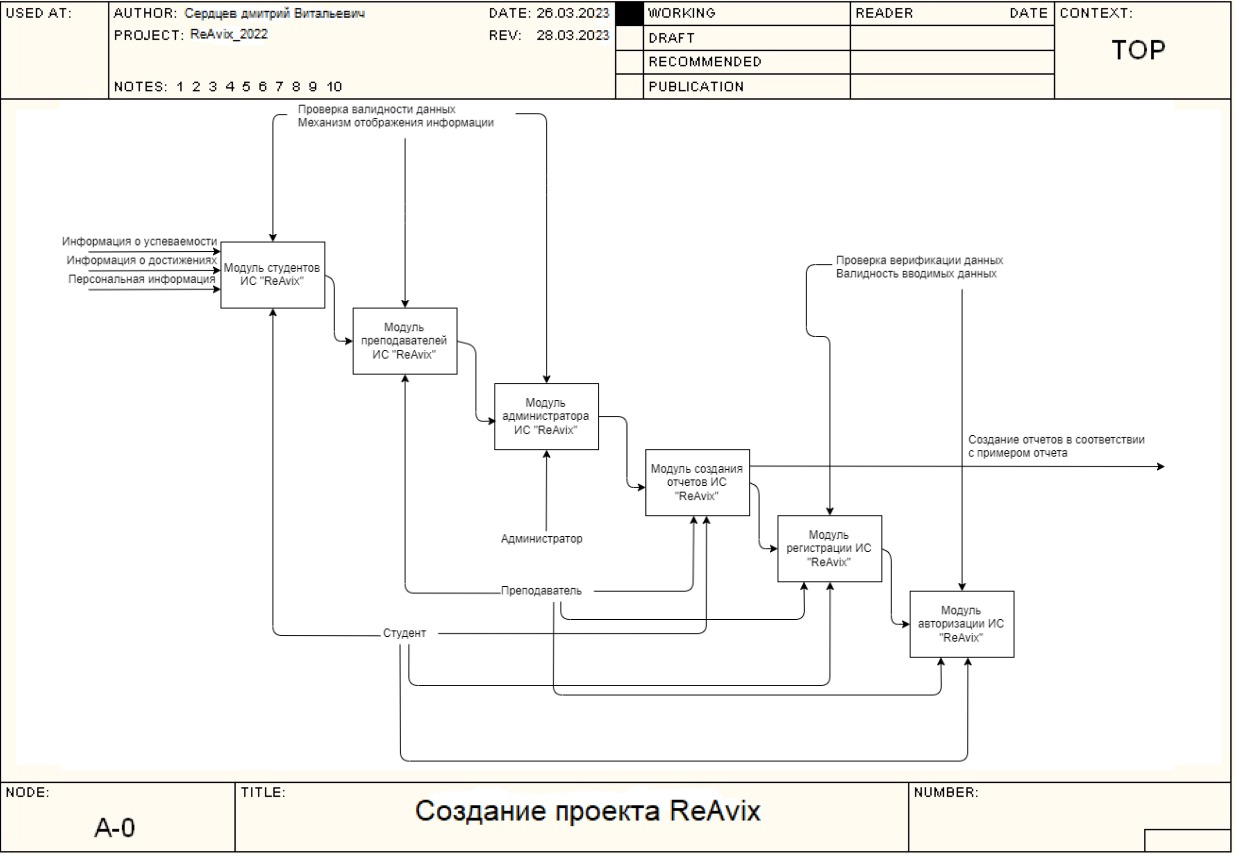 USED AT:
AUTHOR: Сердцев дмитрий Витальевич
DATE: 26.03.2023
PROJECT: ReAvix_2022
REV: 28.03.2023
NOTES: 1 2 3 4 5 6 7 8 9 10
WORKING
DRAFT
RECOMMENDED
PUBLICATION
READER
DATE
CONTEXT:
TOP
Проверка валидности данных
Механизм отображения информации
Информация о успеваемости
Информация о достижениях
Персональная информация
Модуль студентов
ИС "ReAvix"
Проверка верификации данных
Валидность вводимых данных
Модуль
преподавателей
ИС "ReAvix"
Модуль
администратора
ИС "ReAvix"
Создание отчетов в соответствии
с примером отчета
Модуль создания
отчетов ИС
"ReAvix"
Администратор
Модуль
регистрации ИС
"ReAvix"
Преподаватель
Модуль
авторизации ИС
"ReAvix"
Студент
NODE:
A-0
TITLE:
Создание проекта ReAvix
NUMBER: